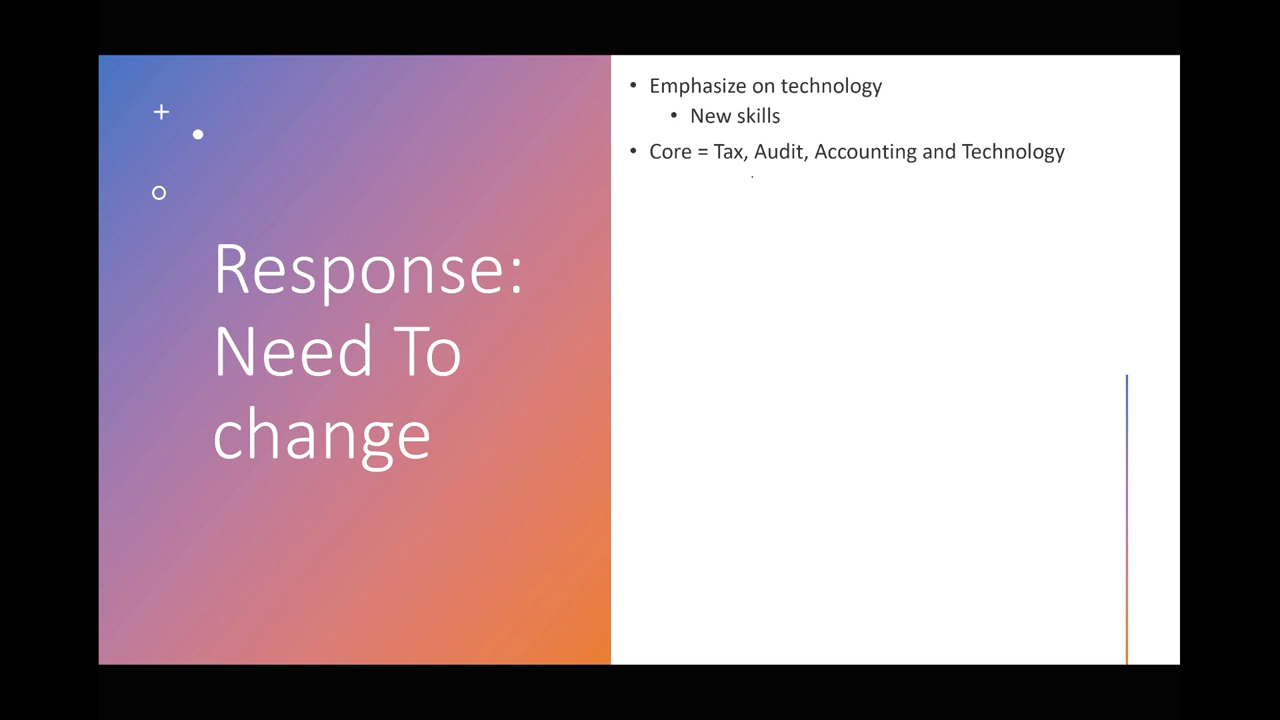 Response:
Need To
change
• Emphasize on technology
• New skills
• Core = Tax, Audit, Accounting and Technology